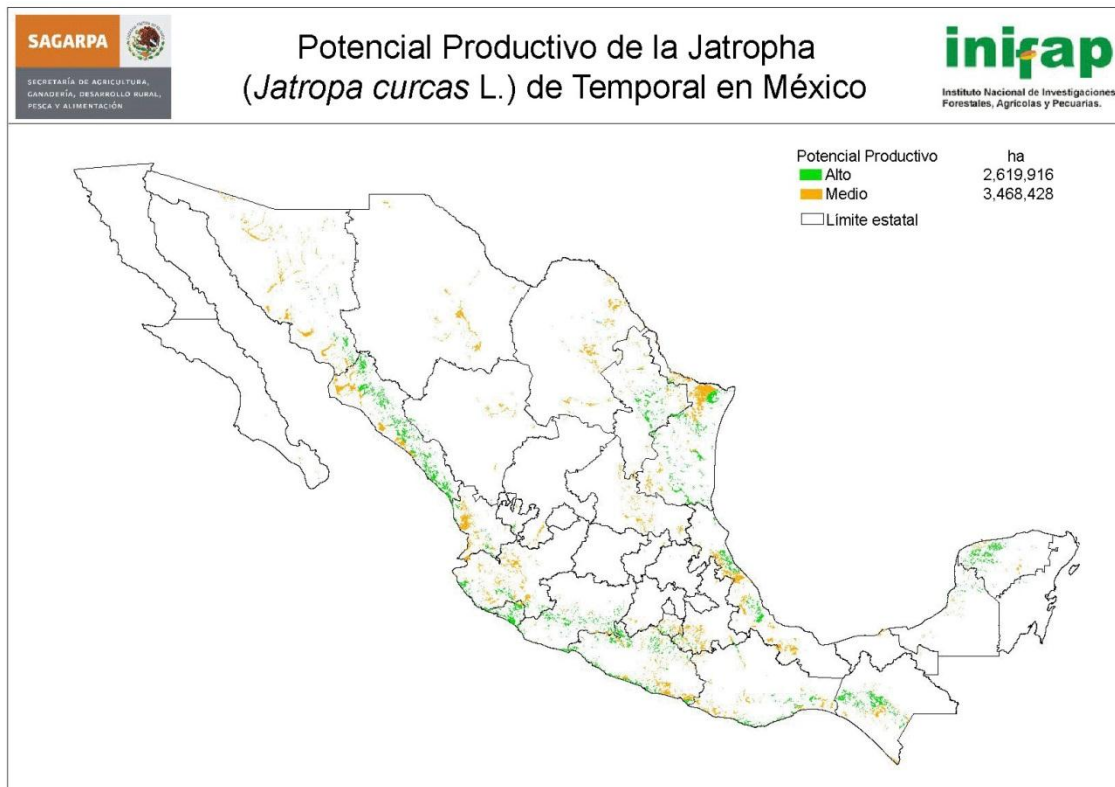 SAGARPA
SECRETARÍA DE AGRICULTURA,
GANADERÍA, DESARROLLO RURAL,
PESCA Y ALIMENTACIÓN
Potencial Productivo de la Jatropha
(Jatropa curcas L.) de Temporal en México
inifap
Instituto Nacional de Investigaciones
Forestales, Agrícolas y Pecuarias.
Potencial Productivo ha
Alto 2,619,916
Medio 3,468,428
Límite estatal